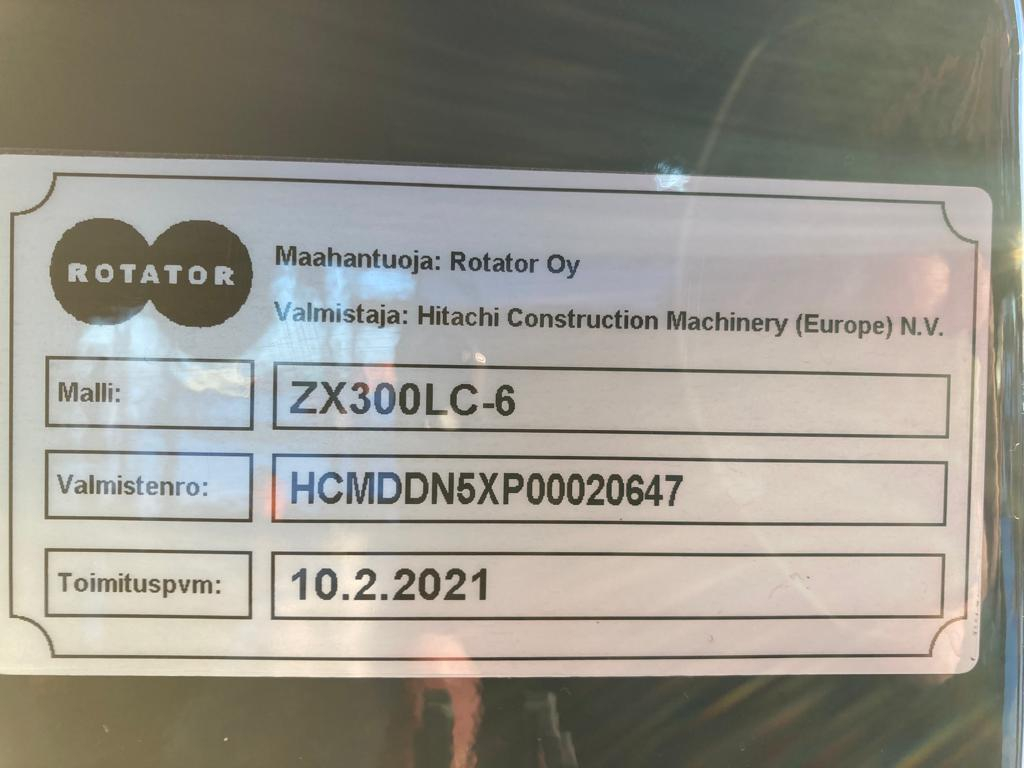 ROTATOR
Maahantuoja: Rotator Oy
Valmistaja: Hitachi Construction Machinery (Europe) N.V.
Malli: ZX300LC-6
Valmistenro: HCMDDN5XP00020647
Toimituspvm: 10.2.2021